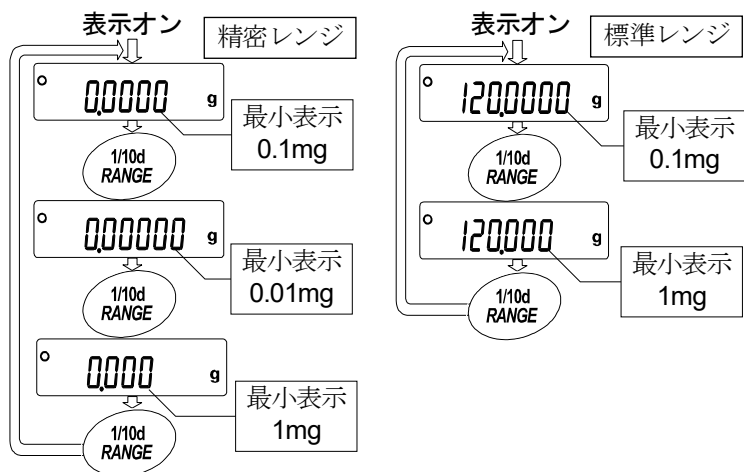 表示オン
精密レンジ
0.0000 g
最小表示
0.1mg
1/10d
RANGE
0.00000 g
最小表示
0.01mg
1/10d
RANGE
0.000 g
最小表示
1mg
1/10d
RANGE
表示オン
標準レンジ
120.0000 g
最小表示
0.1mg
1/10d
RANGE
120.000 g
最小表示
1mg
1/10d
RANGE